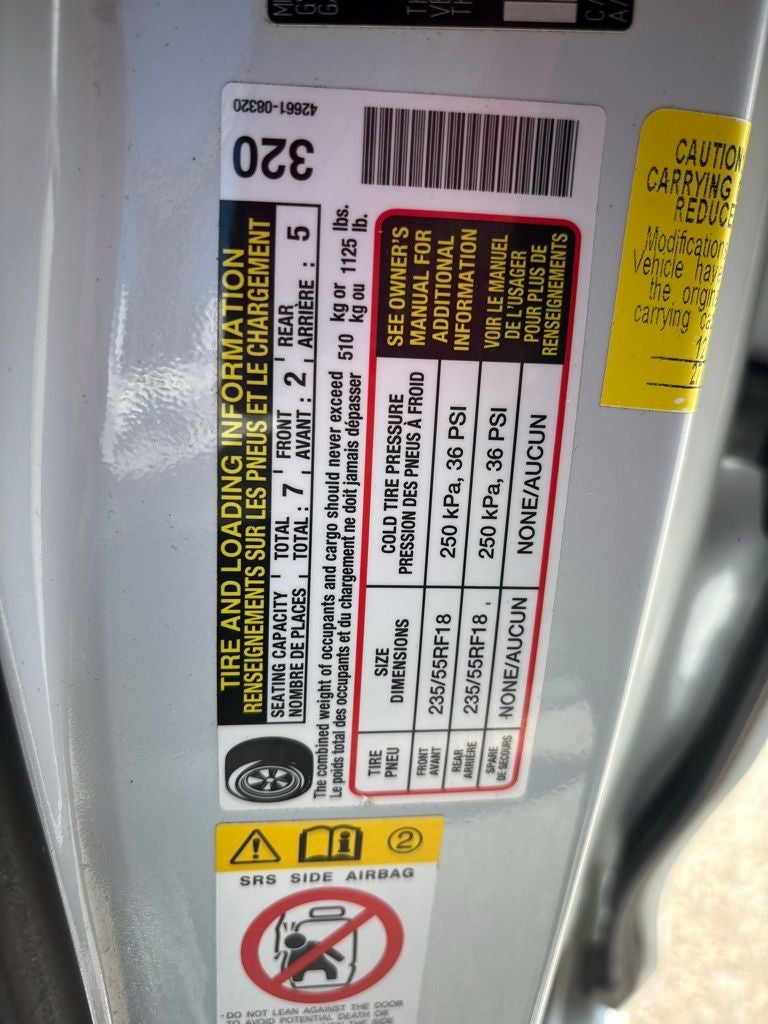 42661-08320
320
TIRE AND LOADING INFORMATION
RENSEIGNEMENTS SUR LES PNEUS ET LE CHARGEMENT
SEATING CAPACITY TOTAL FRONT REAR
NOMBRE DE PLACES TOTAL : 7 AVANT : 2 ARRIÈRE : 5
The combined weight of occupants and cargo should never exceed 510 kg or 1125 lbs.
Le poids total des occupants et du chargement ne doit jamais dépasser kg ou lb.
TIRE SIZE COLD TIRE PRESSURE
PNEU DIMENSIONS PRESSION DES PNEUS À FROID
FRONT
AVANT 235/55RF18 250 kPa, 36 PSI
REAR
ARRIÈRE 235/55RF18 250 kPa, 36 PSI
SPARE
DE SECOURS NONE/AUCUN NONE/AUCUN
SEE OWNER'S
MANUAL FOR
ADDITIONAL
INFORMATION
VOIR LE MANUEL
DE L'USAGER
POUR PLUS DE
RENSEIGNEMENTS
CAUTION
CARRYING
REDUCE
Modification
Vehicle have
the
carrying
2
SRS SIDE AIRBAG
- DO NOT LEAN AGAINST THE DOOR
TO AVOID POTENTIAL DEATH OR